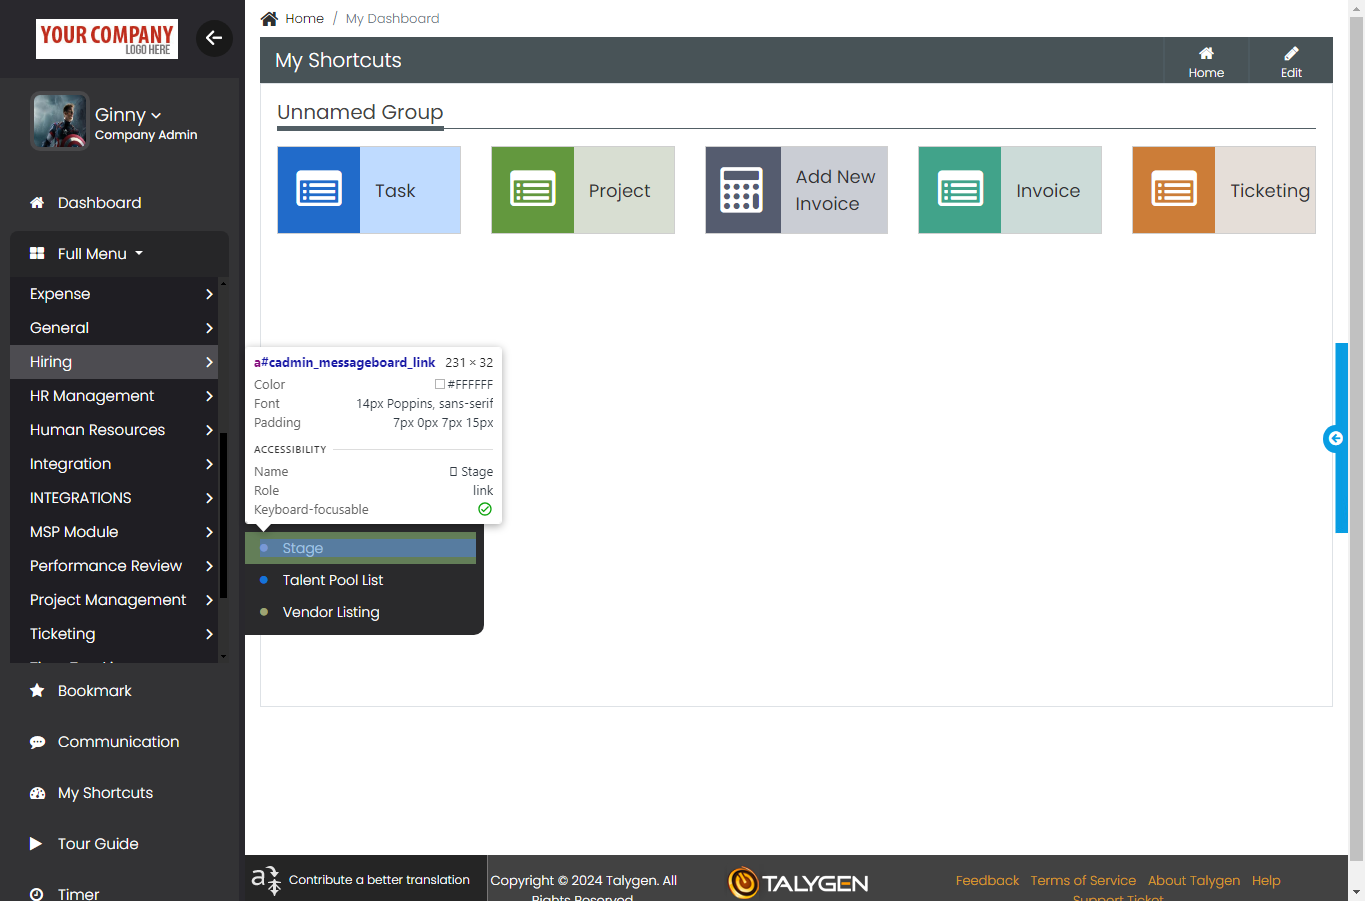 YOUR COMPANY
LOGO HERE
Home / My Dashboard
My Shortcuts
Home
Edit
Ginny
Company Admin
Dashboard
Full Menu
Expense
General
Hiring
HR Management
Human Resources
Integration
INTEGRATIONS
MSP Module
Performance Review
Project Management
Ticketing
Bookmark
Communication
My Shortcuts
Tour Guide
Timer
Unnamed Group
Task
Project
Add New
Invoice
Invoice
Ticketing
a#cadmin_messageboard_link 231 × 32
Color #FFFFFF
Font 14px Poppins, sans-serif
Padding 7px 0px 7px 15px
ACCESSIBILITY
Name Stage
Role link
Keyboard-focusable
Stage
Talent Pool List
Vendor Listing
Contribute a better translation
Copyright © 2024 Talygen. All
Rights Reserved
TALYGEN
Feedback Terms of Service About Talygen Help
Support Ticket